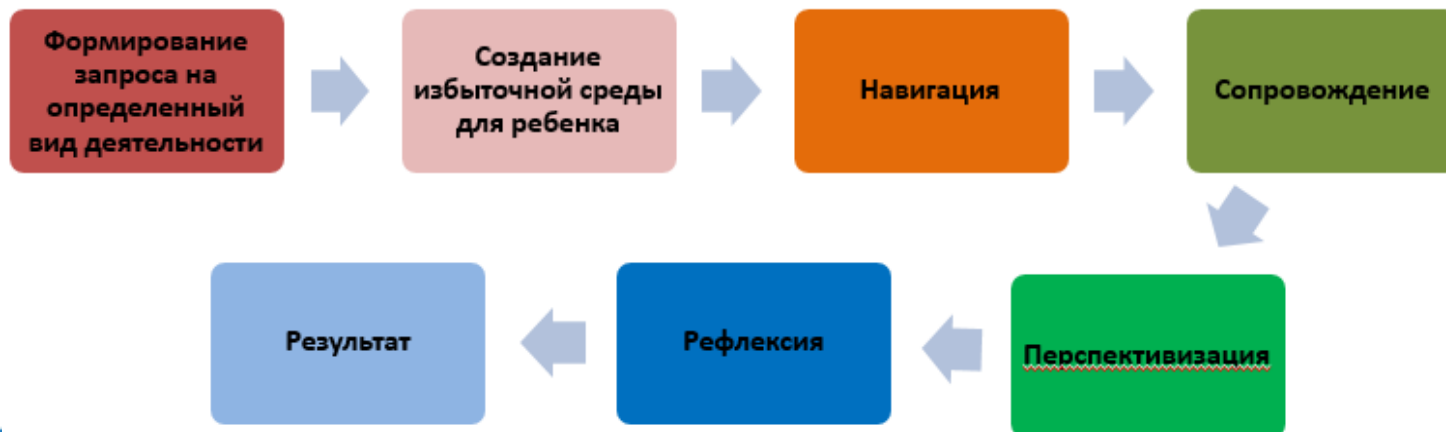 Формирование
запроса на
определенный
вид деятельности
Создание
избыточной среды
для ребенка
Навигация
Сопровождение
Перспективизация
Рефлексия
Результат